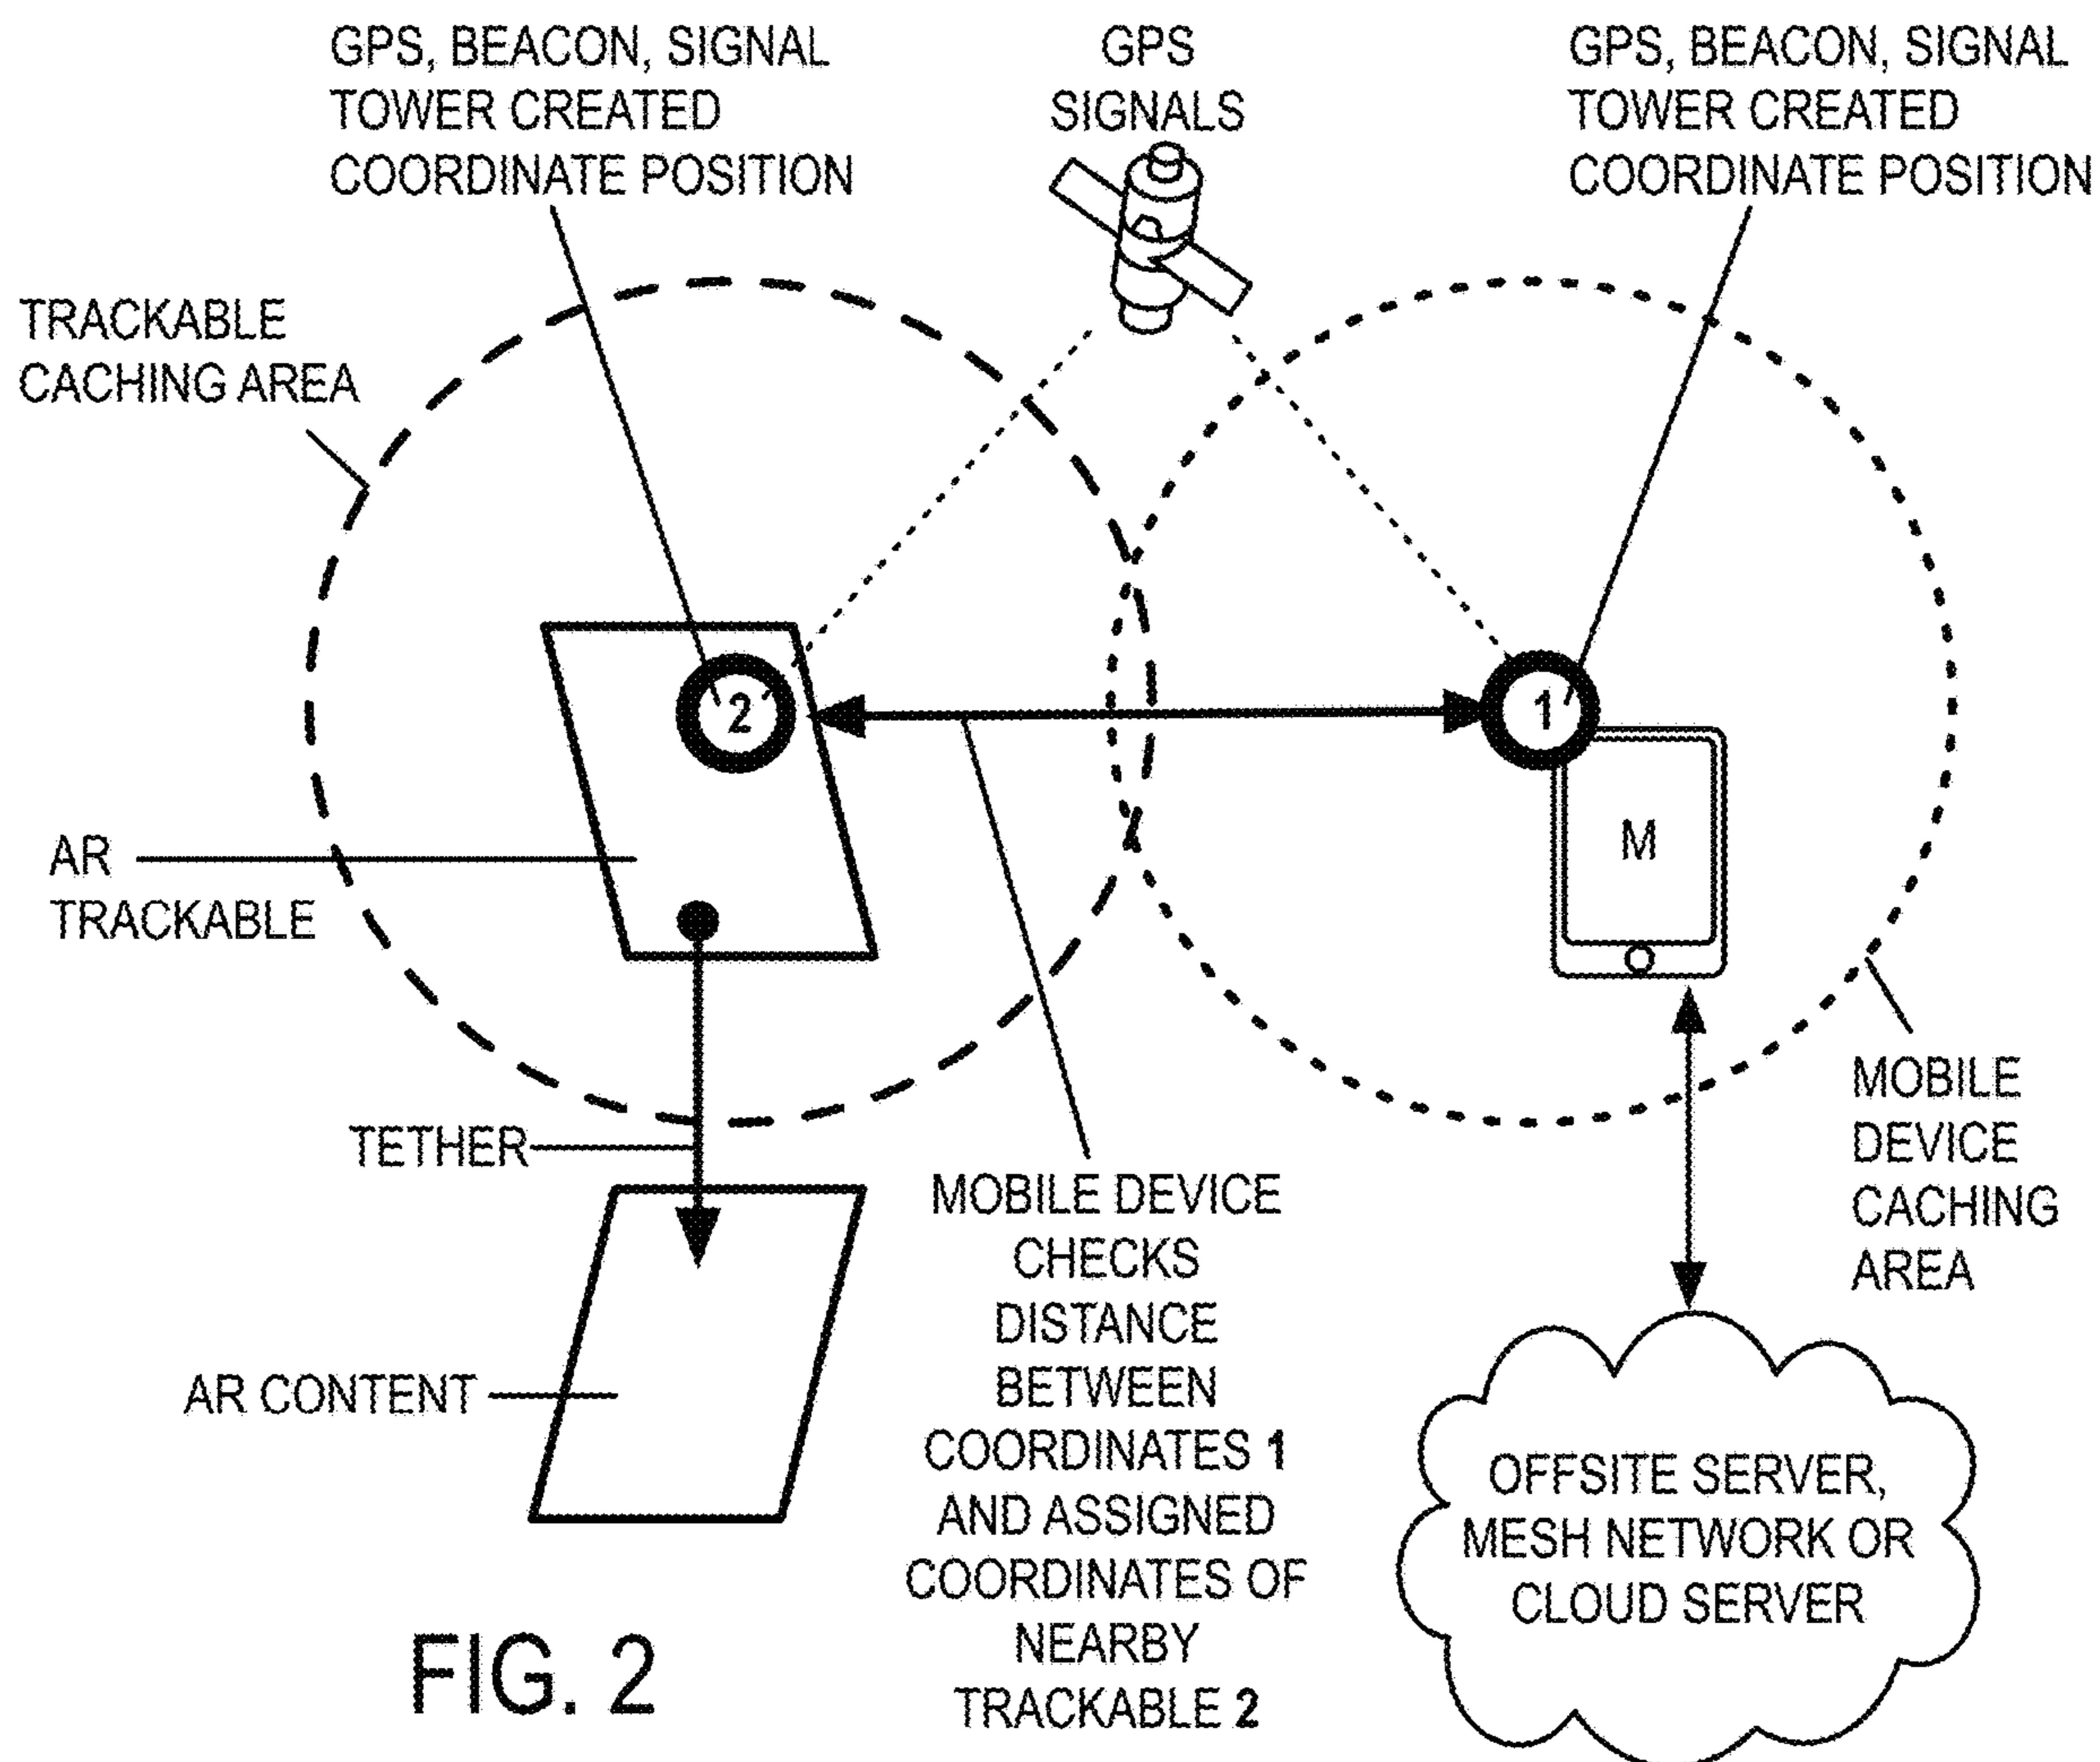 GPS, BEACON, SIGNAL
TOWER CREATED
COORDINATE POSITION
GPS
SIGNALS
GPS, BEACON, SIGNAL
TOWER CREATED
COORDINATE POSITION
TRACKABLE
CACHING AREA
2
1
M
AR
TRACKABLE
TETHER
AR CONTENT
MOBILE DEVICE
CHECKS
DISTANCE
BETWEEN
COORDINATES 1
AND ASSIGNED
COORDINATES OF
NEARBY
TRACKABLE 2
MOBILE
DEVICE
CACHING
AREA
OFFSITE SERVER,
MESH NETWORK OR
CLOUD SERVER
FIG. 2